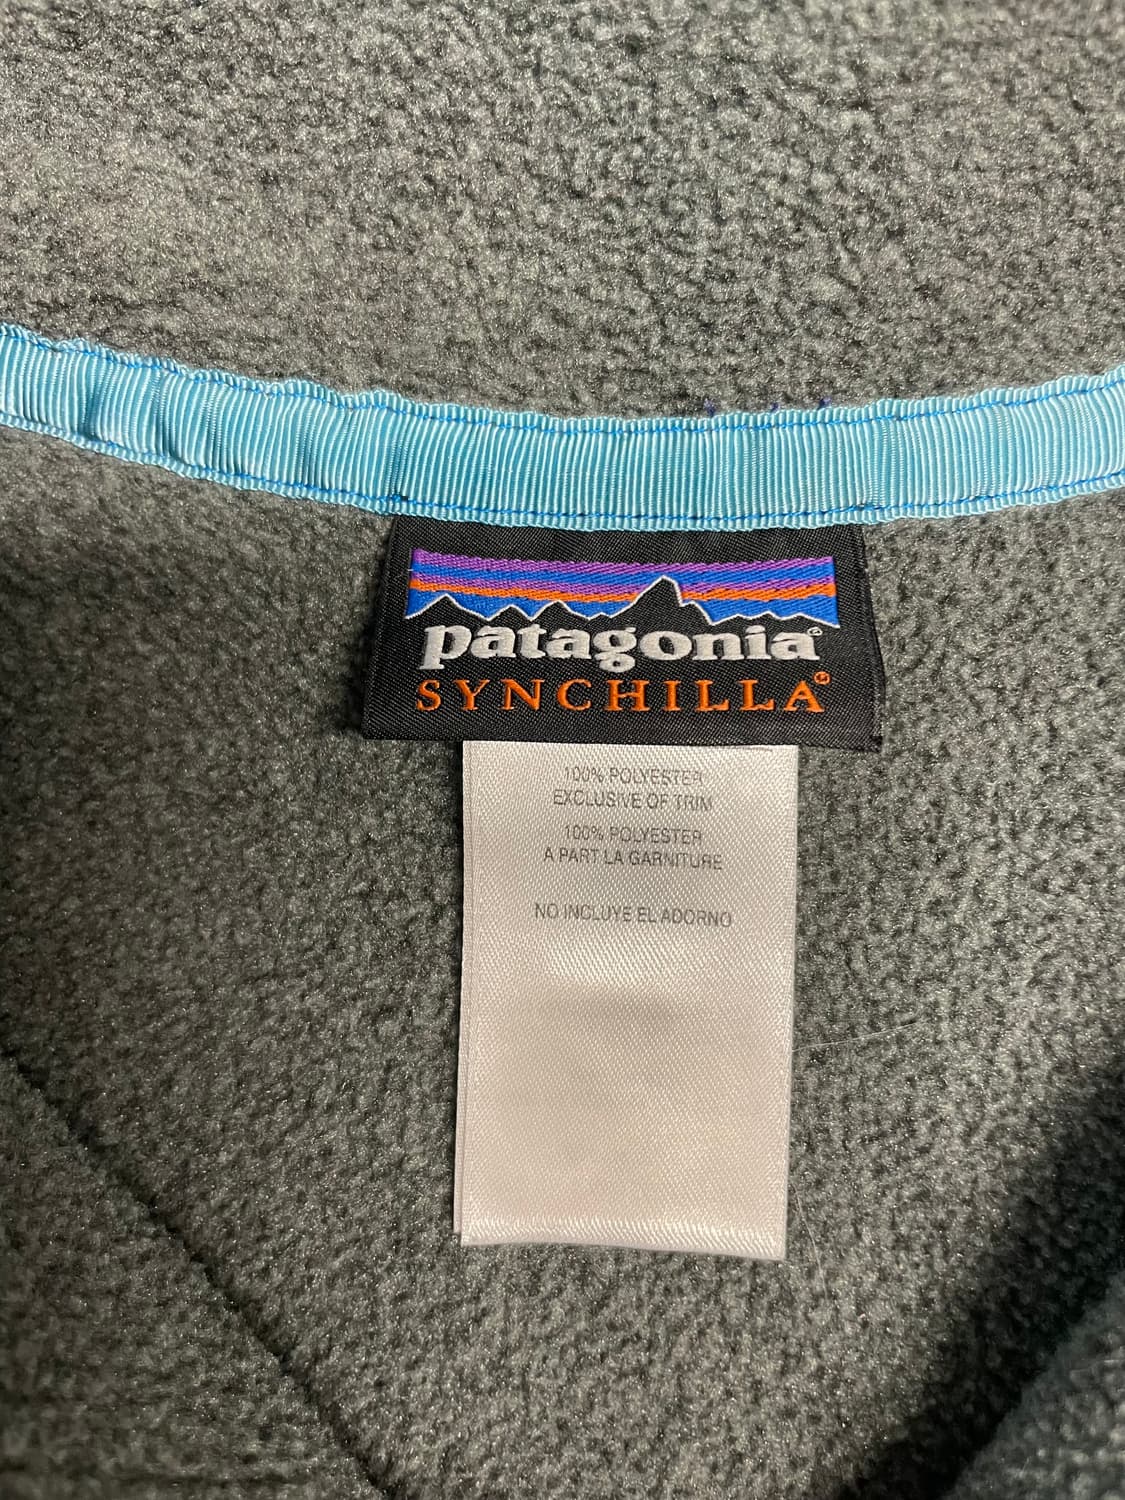 patagonia®
SYNCHILLA®
100% POLYESTER
EXCLUSIVE OF TRIM
100% POLYESTER
A PART LA GARNITURE
NO INCLUYE EL ADORNO